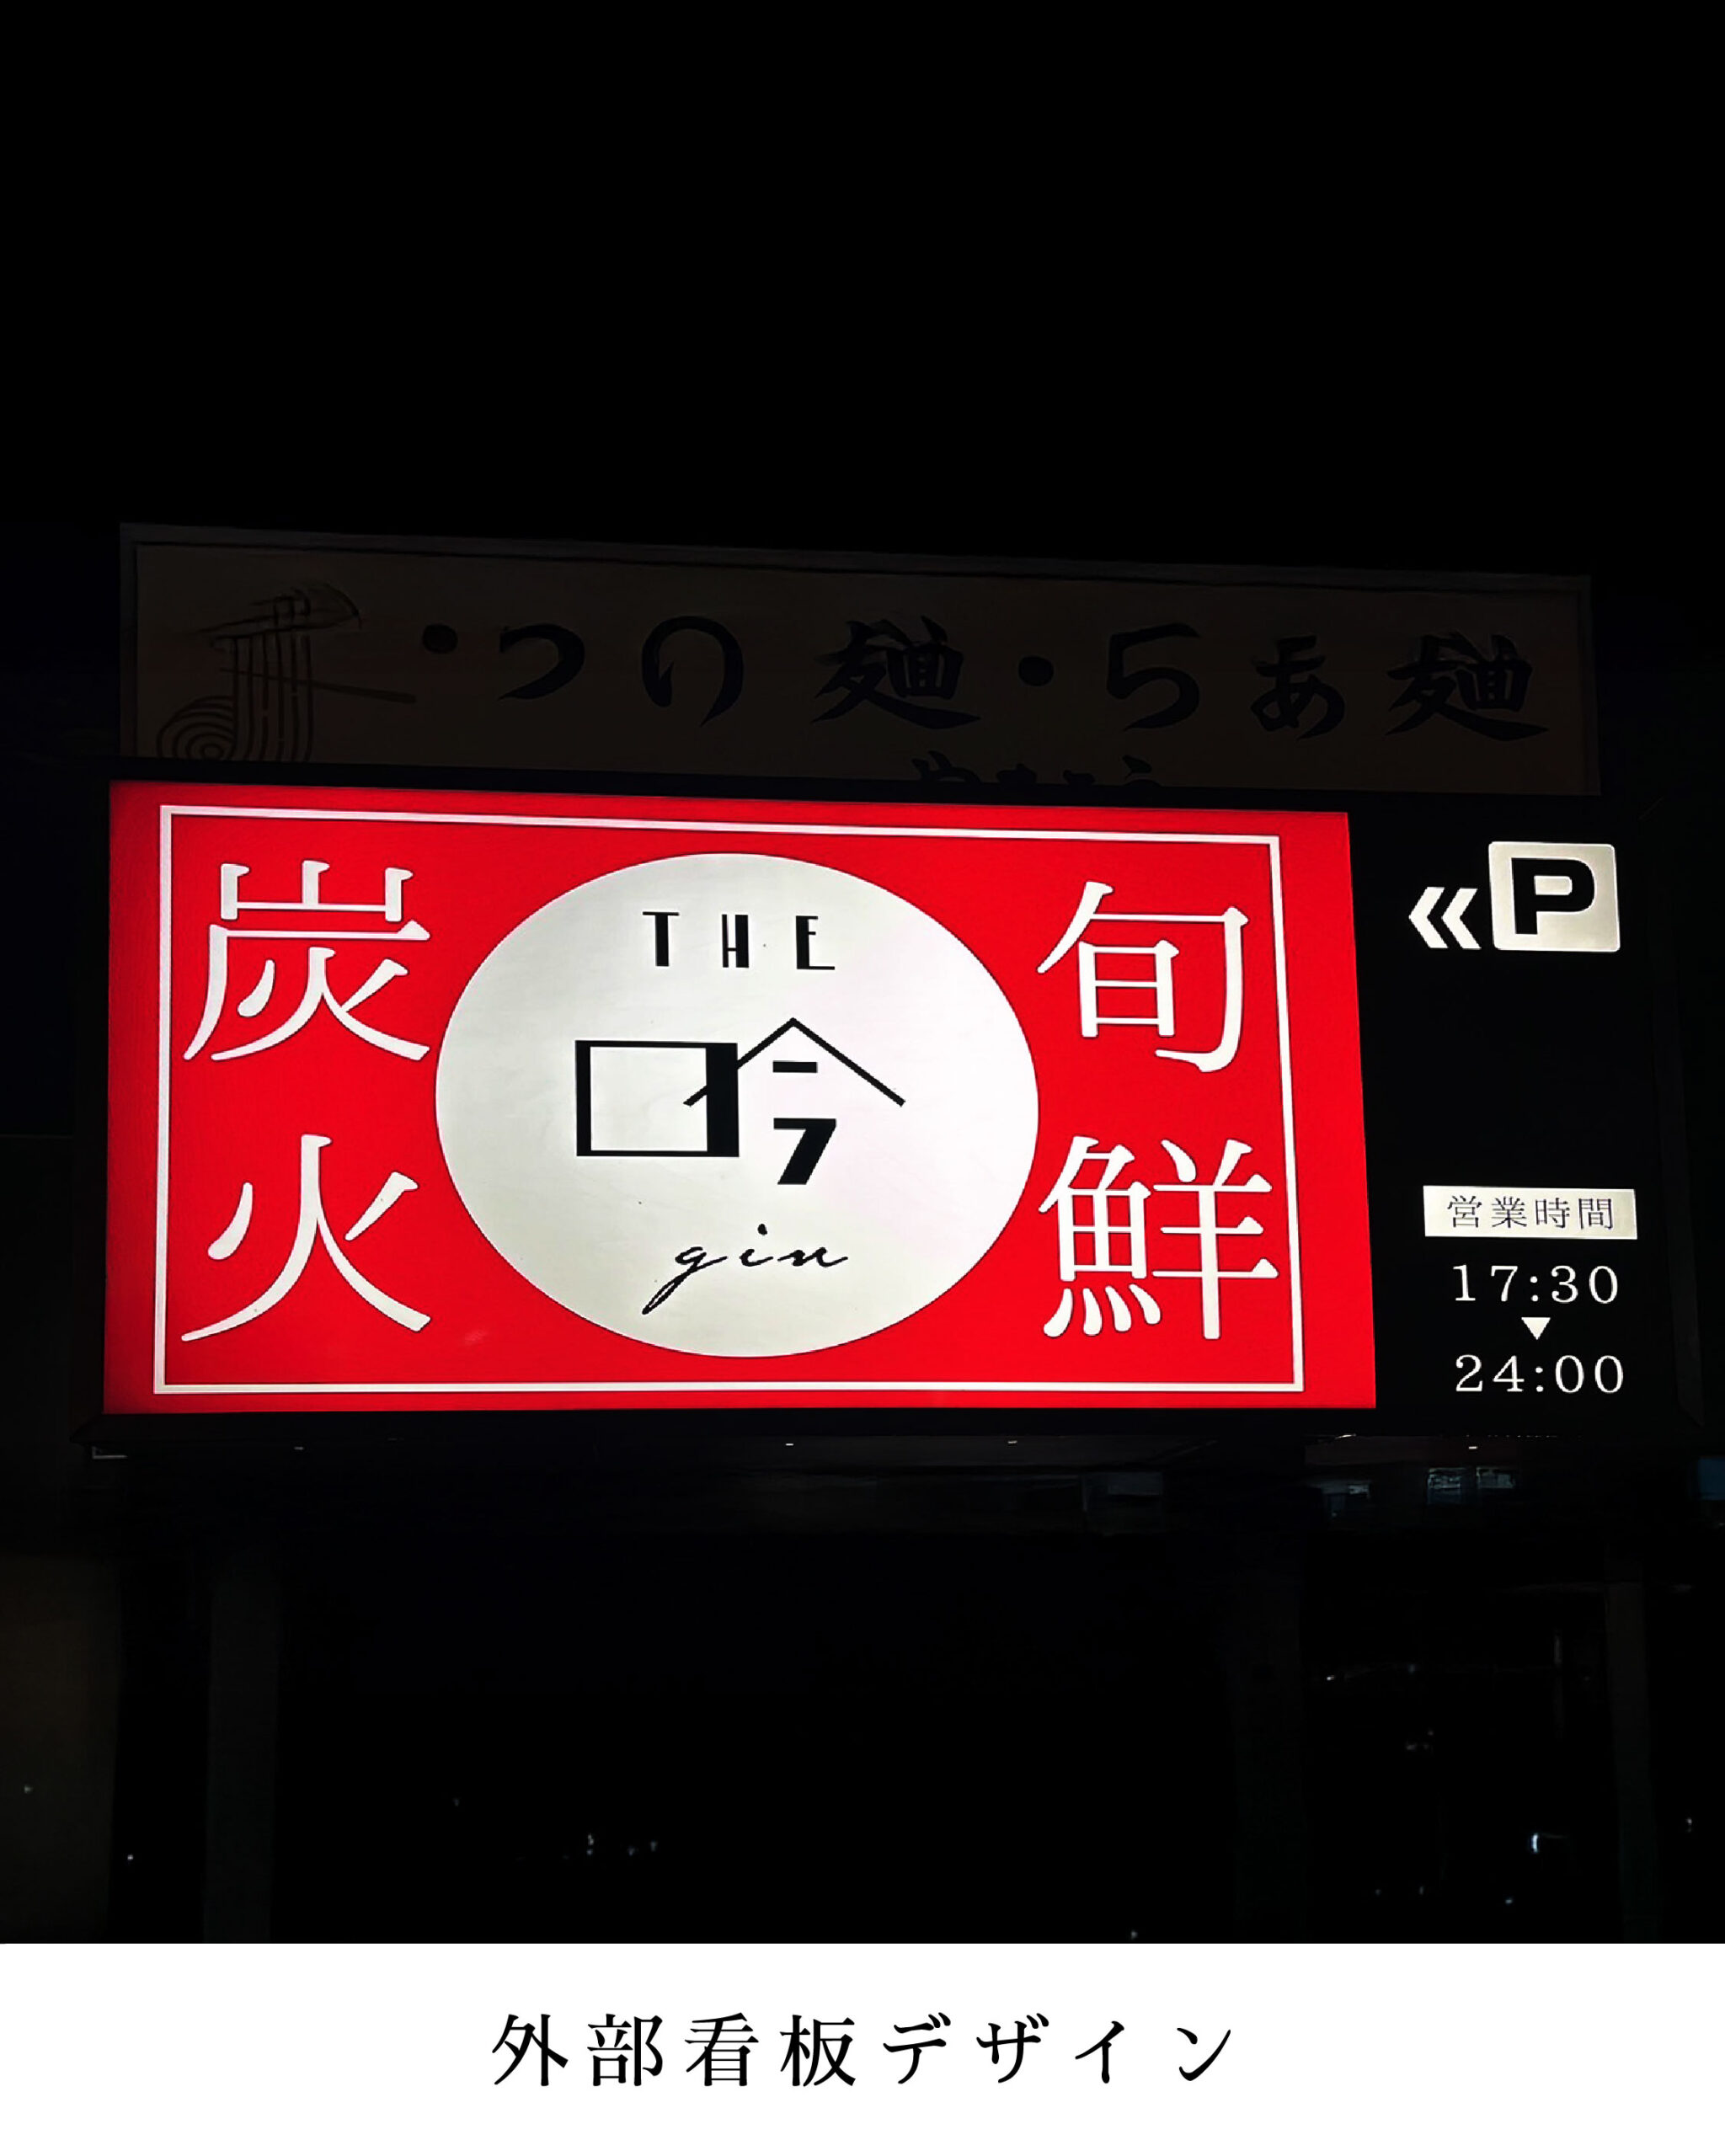 ・つけ麺・らぁ麺
炭火
THE
吟
gin
旬鮮
P
営業時間
17:30
24:00
外部看板デザイン